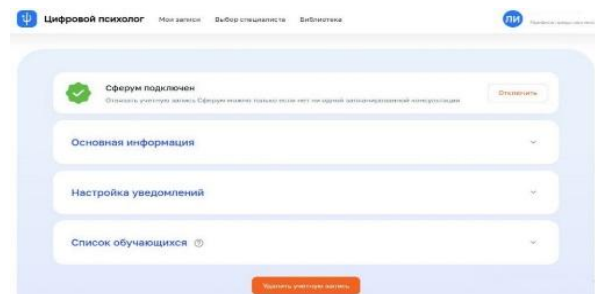 Цифровой психолог Мои записи Выбор специалиста Библиотека ЛИ
Сферум подключен
Отвязать учетную запись Сферум можно только если нет ни одной запланированной консультации
Отключить
Основная информация
Настройка уведомлений
Список обучающихся
Удалить учетную запись